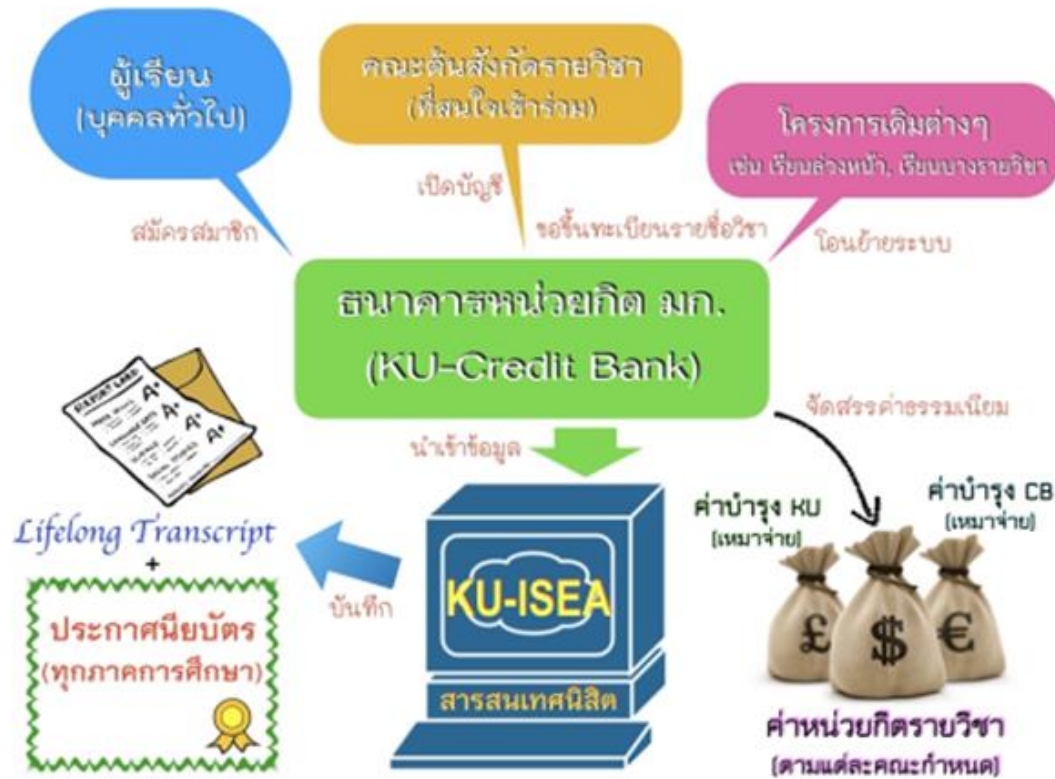 ผู้เรียน
(บุคคลทั่วไป)
คณะต้นสังกัดรายวิชา
(ที่สนใจเข้าร่วม)
โครงการเดิมต่างๆ
เช่น เรียนล่วงหน้า, เรียนบางรายวิชา
สมัครสมาชิก
เปิดบัญชี
ขอขึ้นทะเบียนรายชื่อวิชา
โอนย้ายระบบ
ธนาคารหน่วยกิต มก.
(KU-Credit Bank)
นำเข้าข้อมูล
จัดสรรค่าธรรมเนียม
REPORT CARD
A+
A+
A+
Lifelong Transcript
+
ประกาศนียบัตร
(ทุกภาคการศึกษา)
บันทึก
KU-ISEA
สารสนเทศนิสิต
ค่าบำรุง KU
(เหมาจ่าย)
ค่าบำรุง CB
(เหมาจ่าย)
£
$
€
ค่าหน่วยกิตรายวิชา
(ตามแต่ละคณะกำหนด)